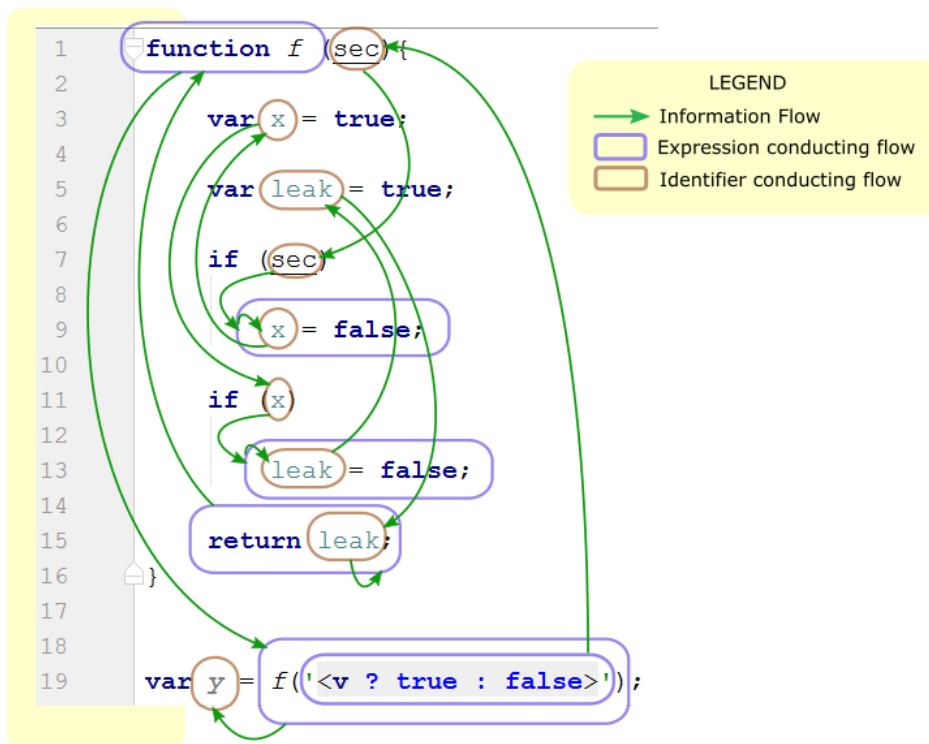 1 function f (sec) {
2
3 var x = true;
4
5 var leak = true;
6
7 if (sec)
8
9 x = false;
10
11 if (x)
12
13 leak = false;
14
15 return leak;
16 }
17
18
19 var y = f('<v ? true : false>');
LEGEND
Information Flow
Expression conducting flow
Identifier conducting flow